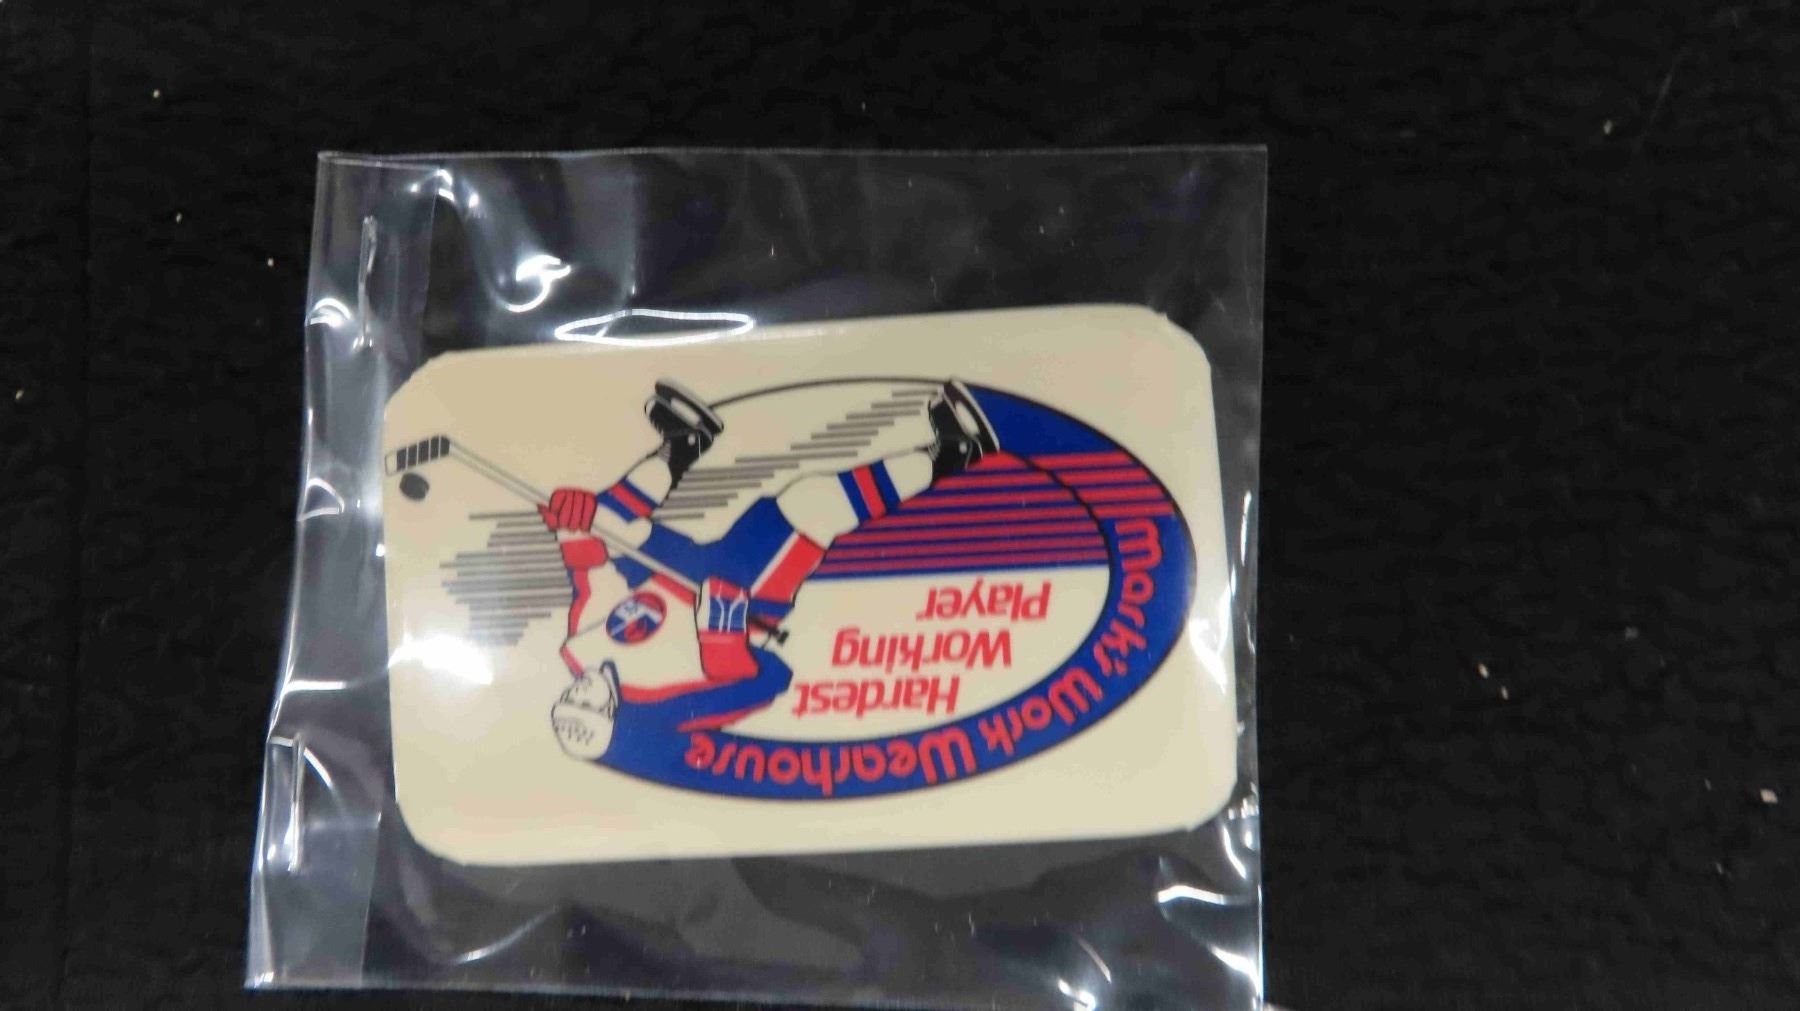 Mark's Work Wearhouse
Hardest
Working
Player